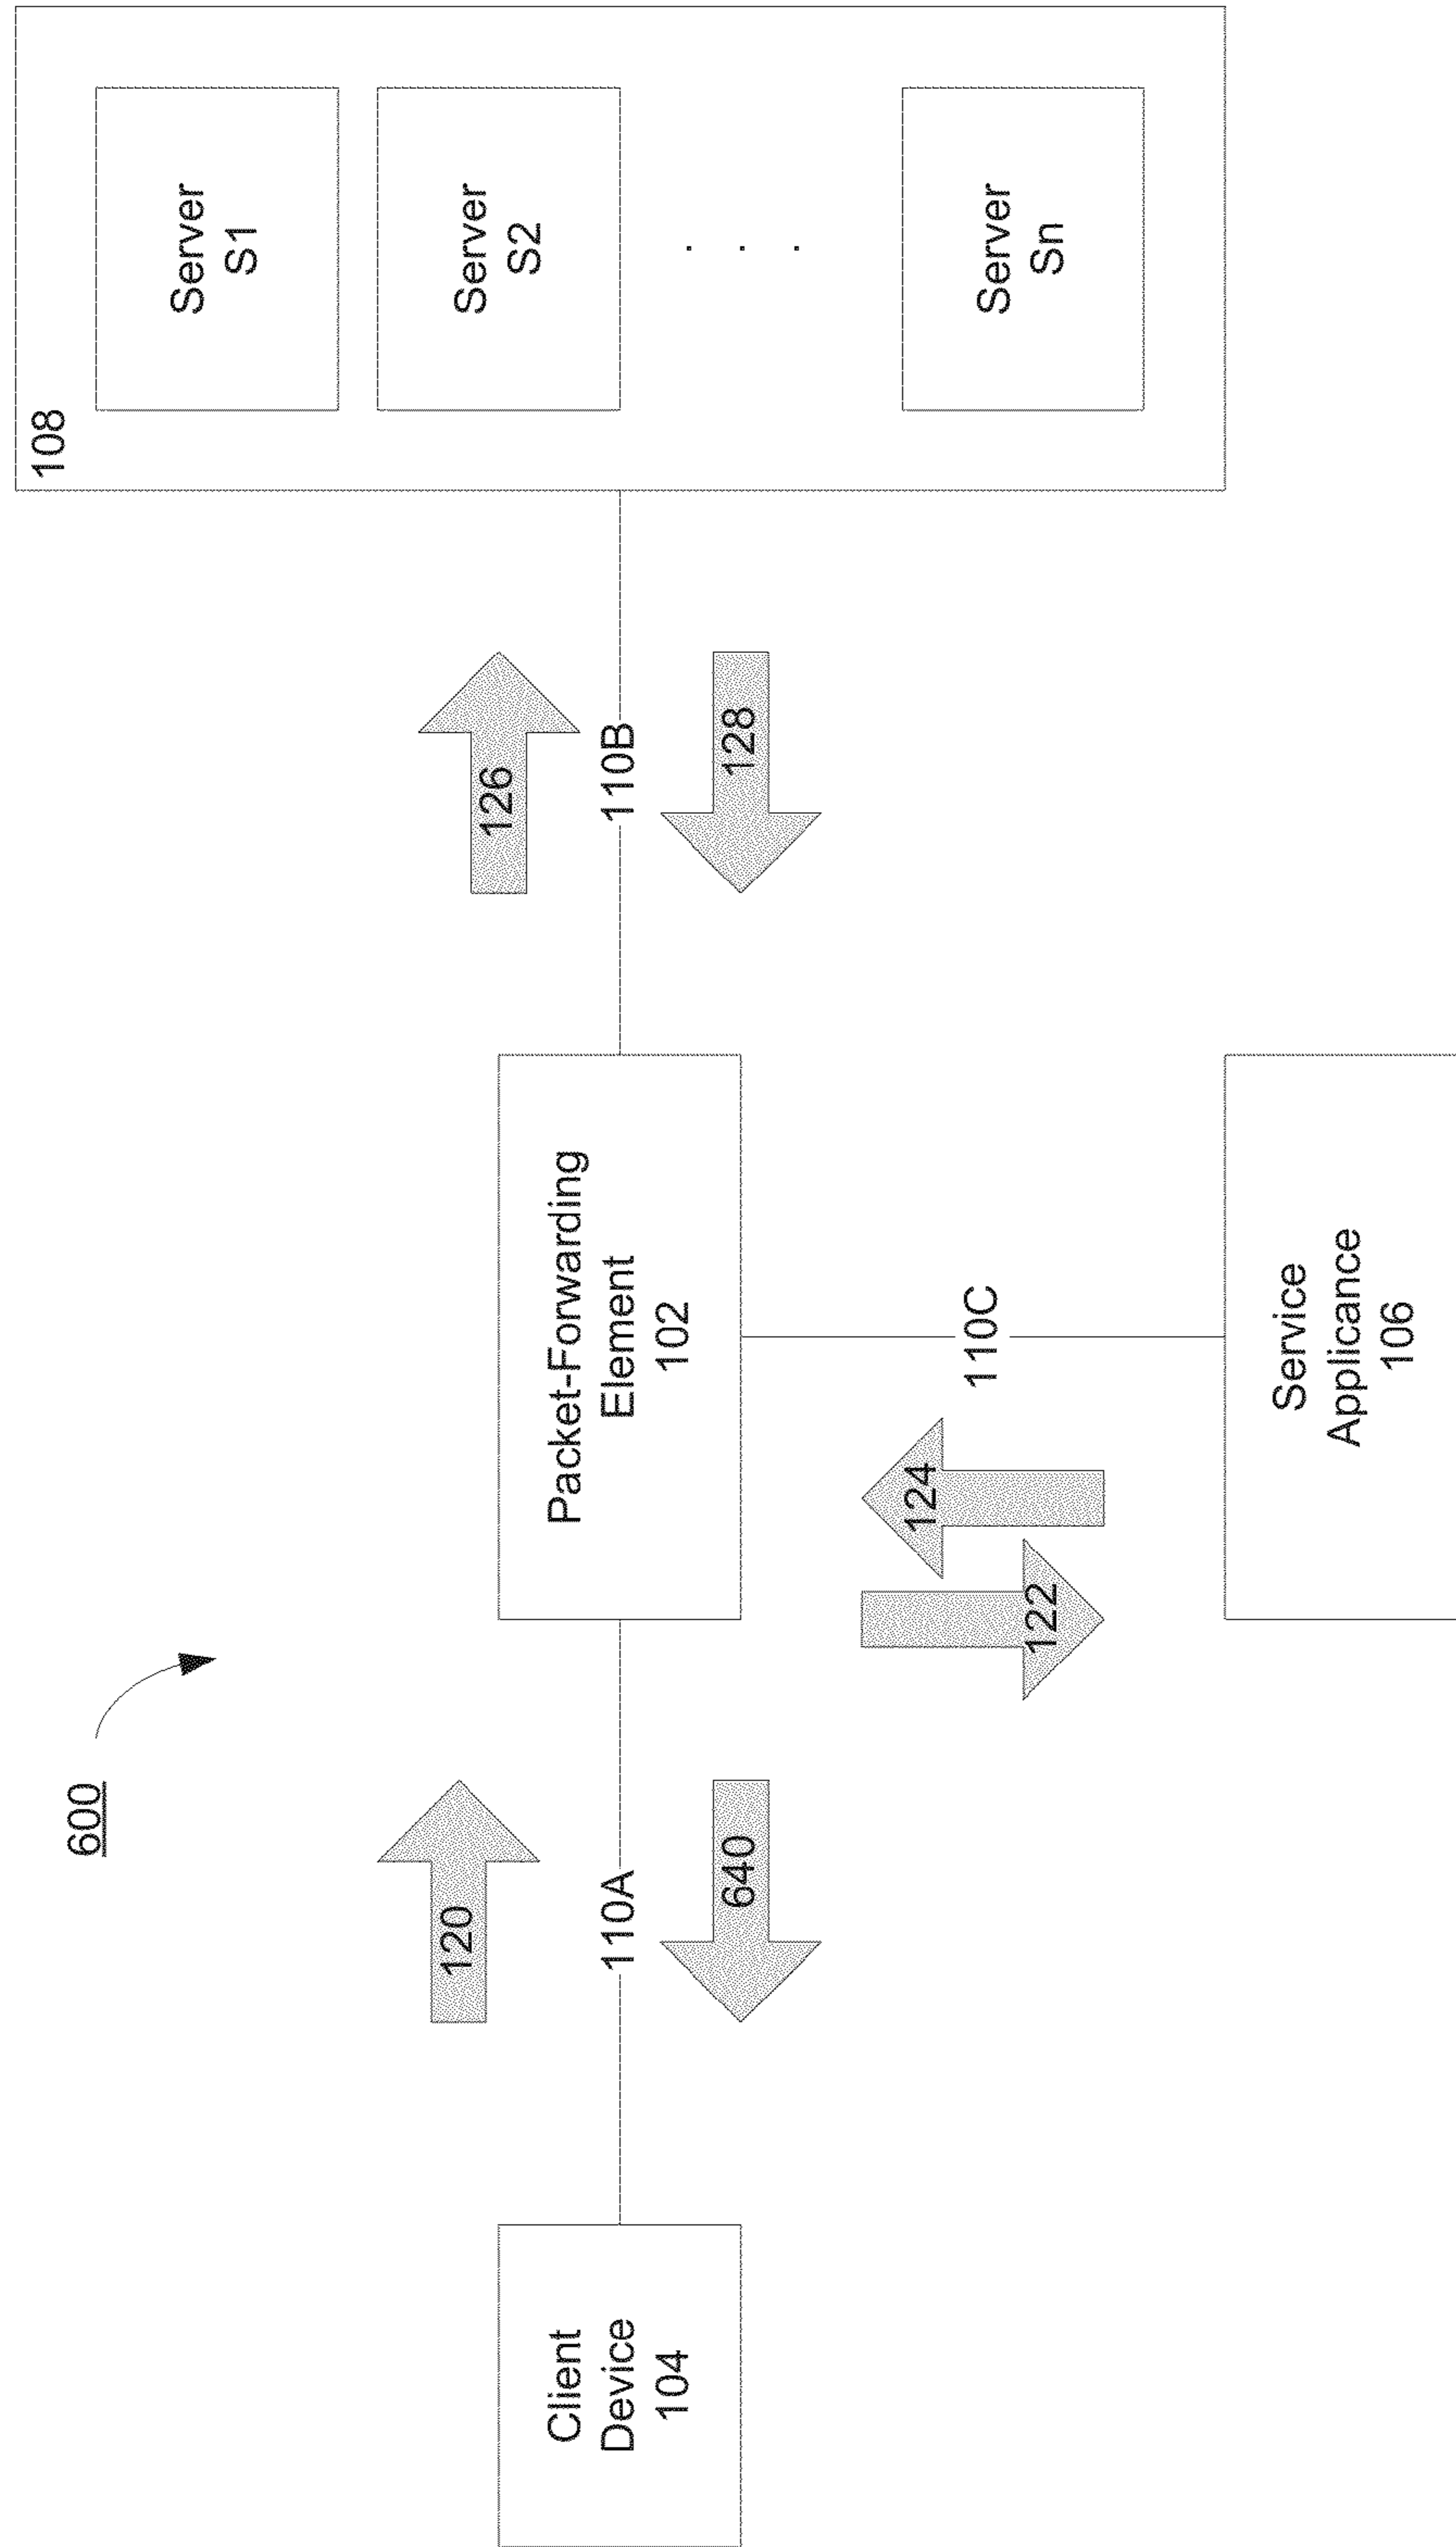 600
108
Server
S1
Server
S2
. . .
Server
Sn
126
110B
128
120
110A
640
Client
Device
104
Packet-Forwarding
Element
102
122
124
110C
Service
Applicance
106